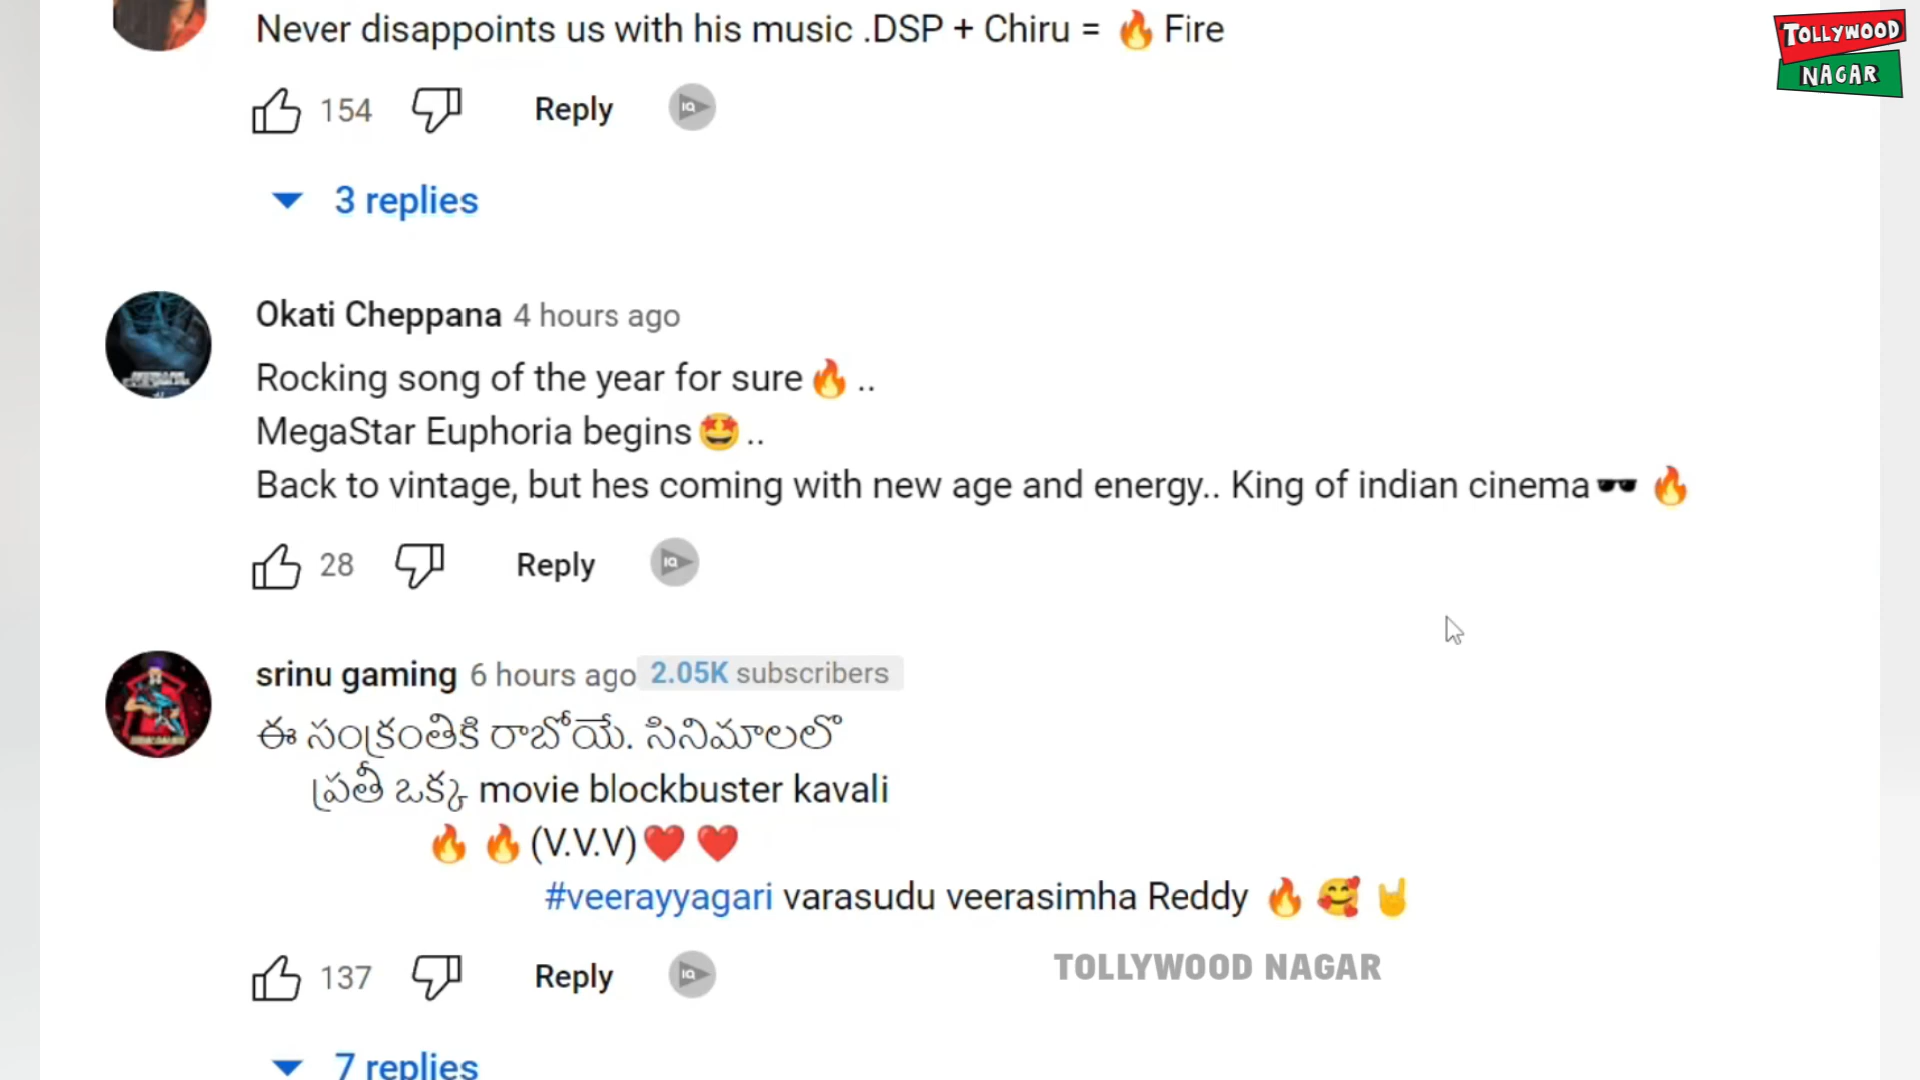 Never disappoints us with his music .DSP + Chiru = 🔥 Fire
154 Reply
3 replies
Okati Cheppana 4 hours ago
Rocking song of the year for sure🔥 ..
MegaStar Euphoria begins🤩 ..
Back to vintage, but hes coming with new age and energy.. King of indian cinema🕶️ 🔥
28 Reply
srinu gaming 6 hours ago 2.05K subscribers
ఈ సంక్రంతికి రాబోయే. సినిమాలలొ
ప్రతీ ఒక్క movie blockbuster kavali
🔥 🔥 (V.V.V)❤️ ❤️
#veerayyagari varasudu veerasimha Reddy 🔥 🥰 🤘
137 Reply
7 replies
TOLLYWOOD
NAGAR
TOLLYWOOD NAGAR